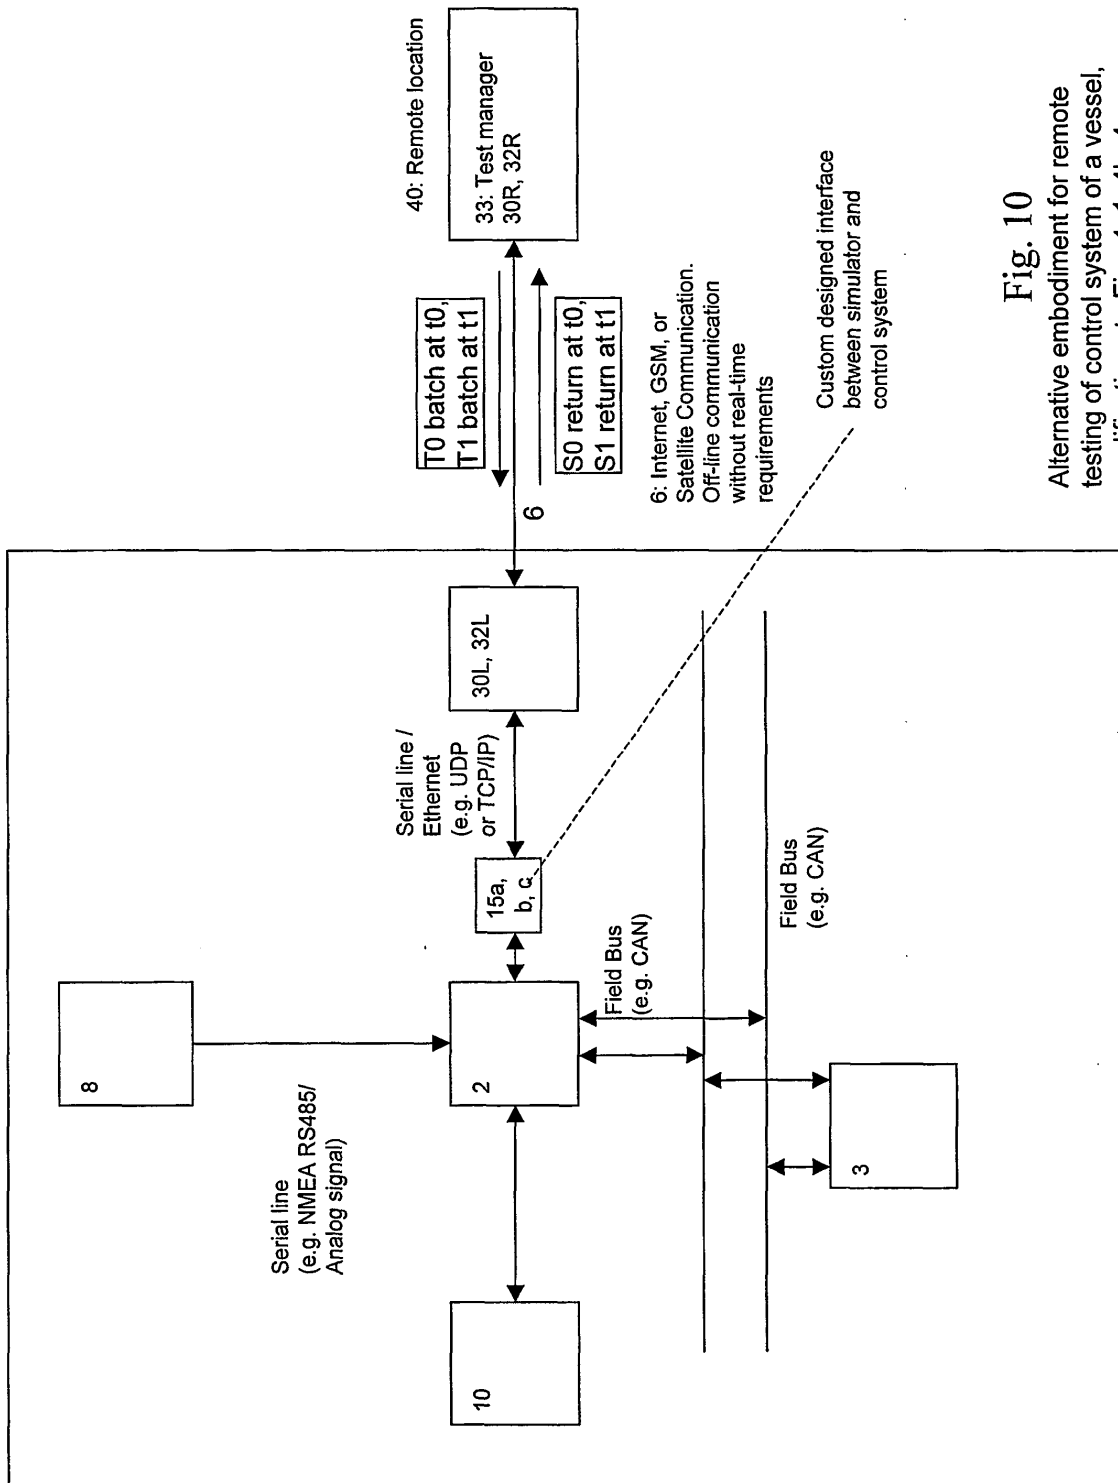 40: Remote location
33: Test manager
30R, 32R
T0 batch at t0,
T1 batch at t1
S0 return at t0,
S1 return at t1
6
6: Internet, GSM, or
Satellite Communication.
Off-line communication
without real-time
requirements
Custom designed interface
between simulator and
control system
30L, 32L
Serial line /
Ethernet
(e.g. UDP
or TCP/IP)
15a,
b, c
8
Serial line
(e.g. NMEA RS485/
Analog signal)
2
10
Field Bus
(e.g. CAN)
Field Bus
(e.g. CAN)
3
Fig. 10
Alternative embodiment for remote
testing of control system of a vessel,